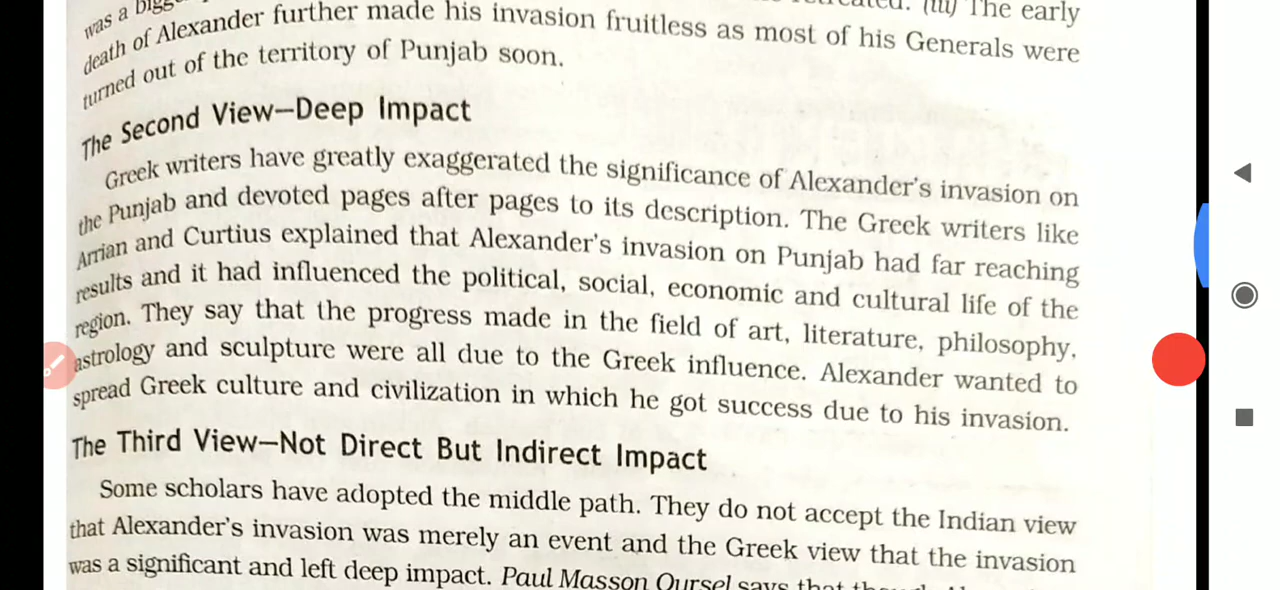 was a
(iii) The early
death of Alexander further made his invasion fruitless as most of his Generals were
turned out of the territory of Punjab soon.
The Second View—Deep Impact
Greek writers have greatly exaggerated the significance of Alexander's invasion on
the Punjab and devoted pages after pages to its description. The Greek writers like
Arrian and Curtius explained that Alexander's invasion on Punjab had far reaching
results and it had influenced the political, social, economic and cultural life of the
region. They say that the progress made in the field of art, literature, philosophy,
astrology and sculpture were all due to the Greek influence. Alexander wanted to
spread Greek culture and civilization in which he got success due to his invasion.
The Third View—Not Direct But Indirect Impact
Some scholars have adopted the middle path. They do not accept the Indian view
that Alexander's invasion was merely an event and the Greek view that the invasion
was a significant and left deep impact. Paul Masson Oursel says that